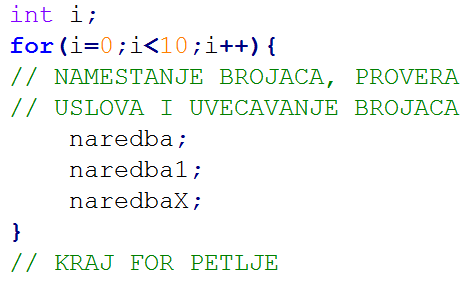 int i;
for(i=0;i<10;i++){
// NAMESTANJE BROJACA, PROVERA
// USLOVA I UVECAVANJE BROJACA
naredba;
naredba1;
naredbaX;
}
// KRAJ FOR PETLJE